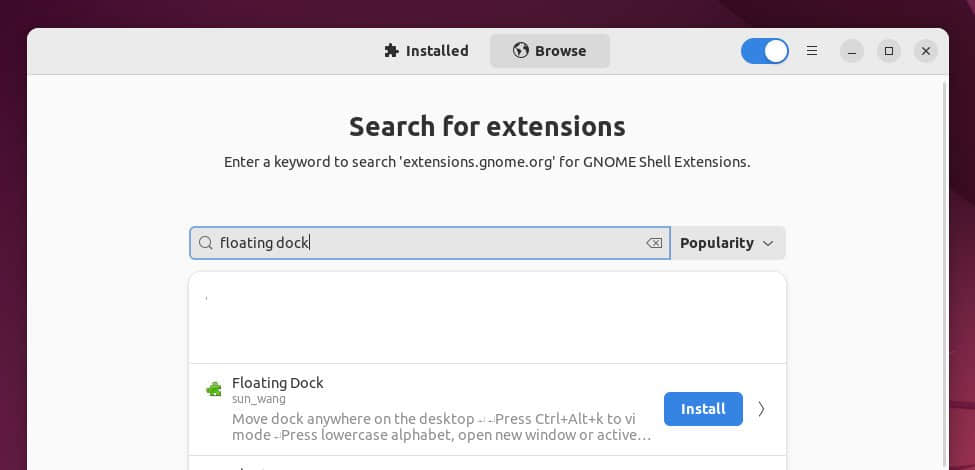 Installed
Browse
Search for extensions
Enter a keyword to search 'extensions.gnome.org' for GNOME Shell Extensions.
floating dock
Popularity
Floating Dock
sun_wang
Move dock anywhere on the desktop -·-Press Ctrl+Alt+k to vi
mode -·Press lowercase alphabet, open new window or active…
Install